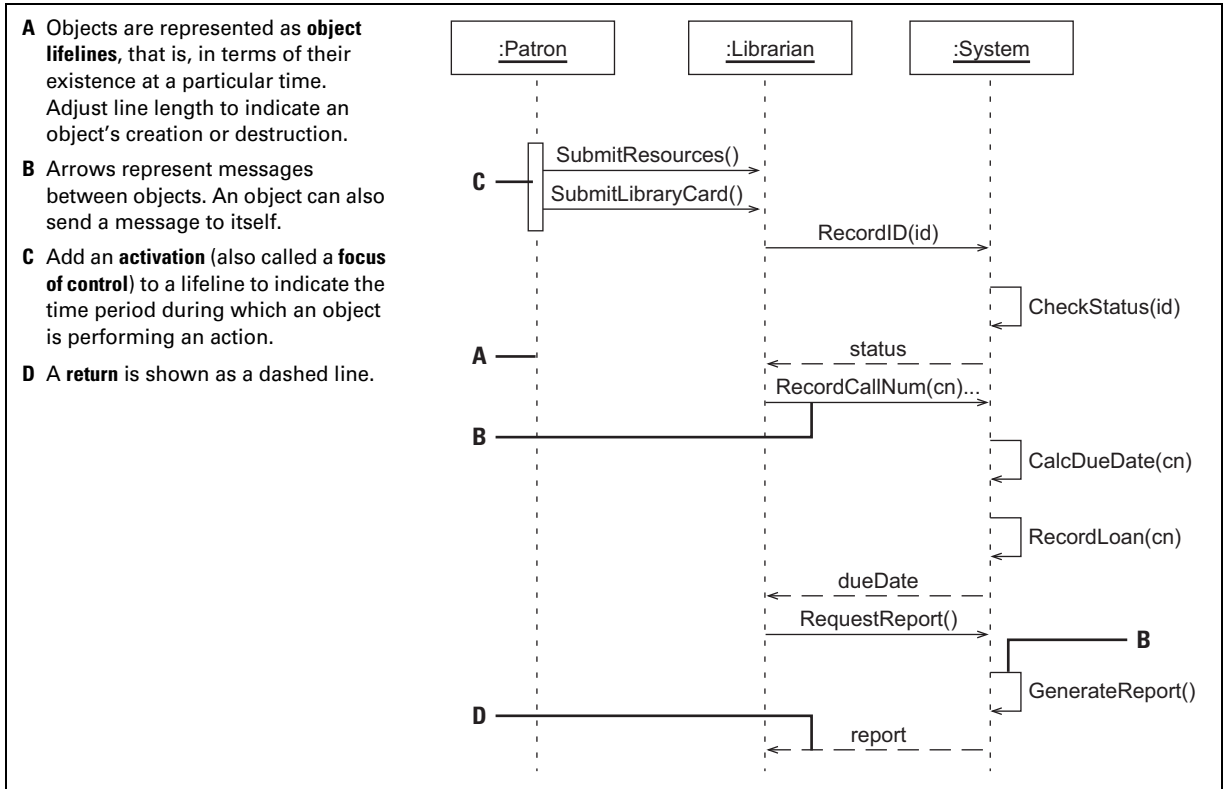 A Objects are represented as object
lifelines, that is, in terms of their
existence at a particular time.
Adjust line length to indicate an
object's creation or destruction.
B Arrows represent messages
between objects. An object can also
send a message to itself.
C Add an activation (also called a focus
of control) to a lifeline to indicate the
time period during which an object
is performing an action.
D A return is shown as a dashed line.
:Patron :Librarian :System
SubmitResources()
C
SubmitLibraryCard()
RecordID(id)
CheckStatus(id)
A
status
RecordCallNum(cn)...
B
CalcDueDate(cn)
RecordLoan(cn)
dueDate
RequestReport()
B
GenerateReport()
D
report